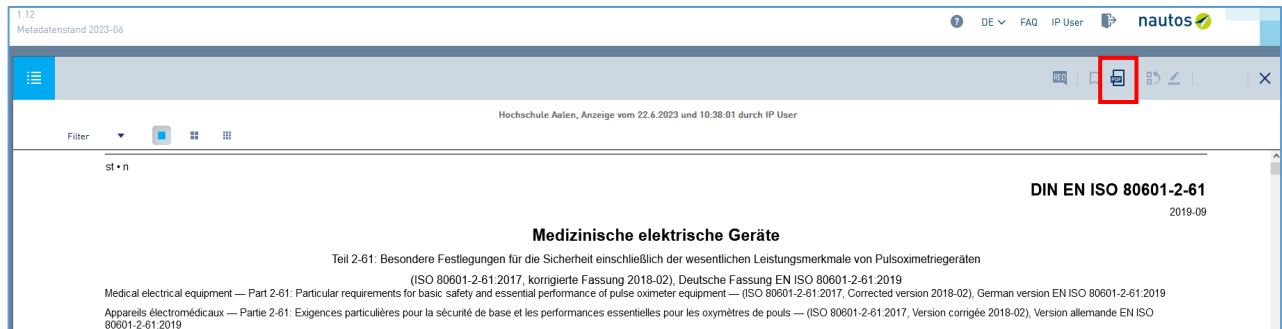 1.12
Metadatenstand 2023-06
? DE FAQ IP User nautos
REQ PDF
Hochschule Aalen, Anzeige vom 22.6.2023 und 10:38:01 durch IP User
Filter
st • n
DIN EN ISO 80601-2-61
2019-09
Medizinische elektrische Geräte
Teil 2-61: Besondere Festlegungen für die Sicherheit einschließlich der wesentlichen Leistungsmerkmale von Pulsoximetriegeräten
(ISO 80601-2-61:2017, korrigierte Fassung 2018-02), Deutsche Fassung EN ISO 80601-2-61:2019
Medical electrical equipment — Part 2-61: Particular requirements for basic safety and essential performance of pulse oximeter equipment — (ISO 80601-2-61:2017, Corrected version 2018-02), German version EN ISO 80601-2-61:2019
Appareils électromédicaux — Partie 2-61: Exigences particulières pour la sécurité de base et les performances essentielles pour les oxymètres de pouls — (ISO 80601-2-61:2017, Version corrigée 2018-02), Version allemande EN ISO
80601-2-61:2019